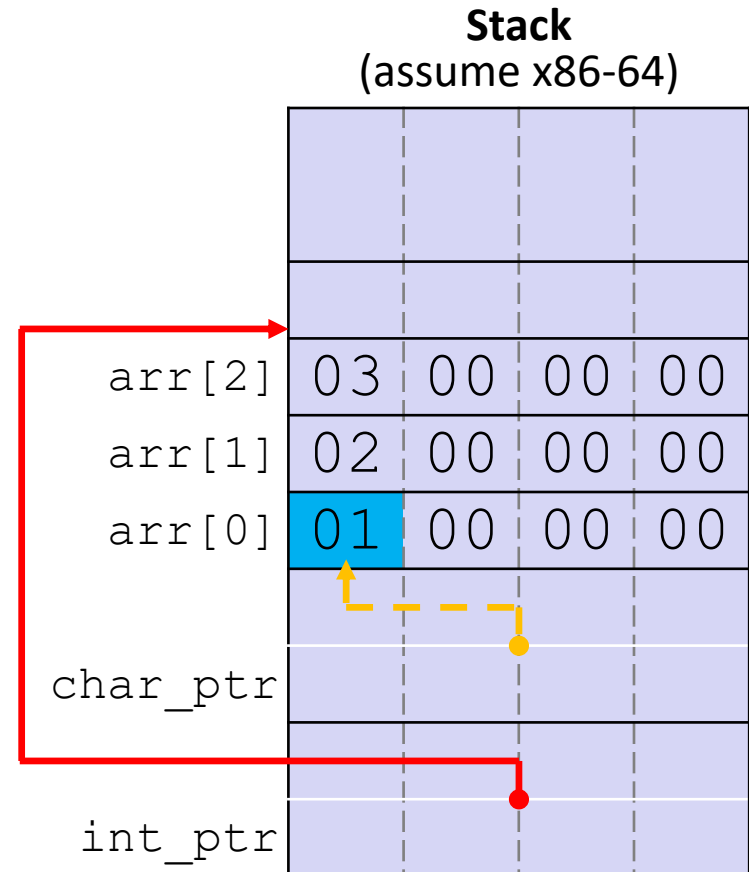 Stack
(assume x86-64)
arr[2] 03 00 00 00
arr[1] 02 00 00 00
arr[0] 01 00 00 00
char_ptr
int_ptr